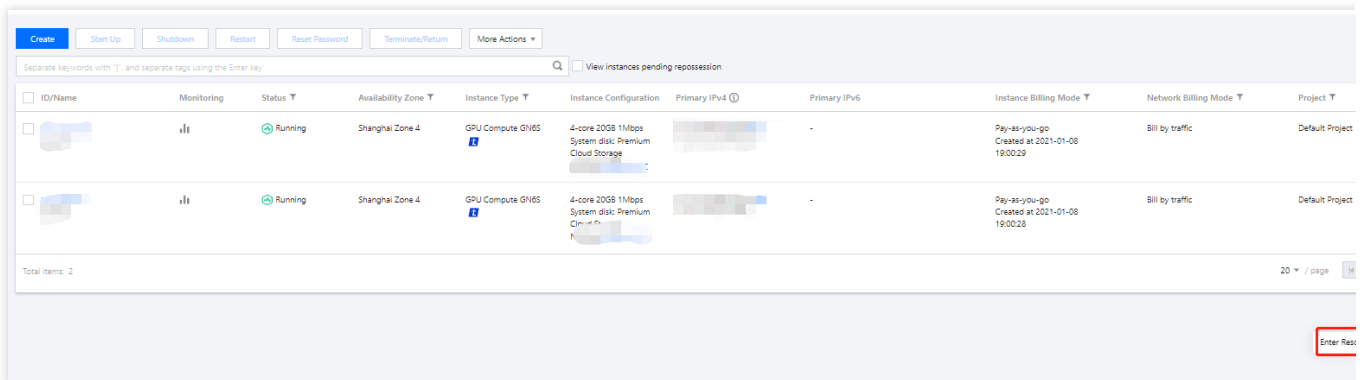 Create Start Up Shutdown Restart Reset Password Terminate/Return More Actions
Separate keywords with "|", and separate tags using the Enter key View instances pending repossession
ID/Name Monitoring Status Availability Zone Instance Type Instance Configuration Primary IPv4 Primary IPv6 Instance Billing Mode Network Billing Mode Project
Running Shanghai Zone 4 GPU Compute GN6S 4-core 20GB 1Mbps - Pay-as-you-go Bill by traffic Default Project
System disk: Premium Created at 2021-01-08
Cloud Storage 19:00:29
Running Shanghai Zone 4 GPU Compute GN6S 4-core 20GB 1Mbps - Pay-as-you-go Bill by traffic Default Project
System disk: Premium Created at 2021-01-08
19:00:28
Total items: 2 20 / page
Enter